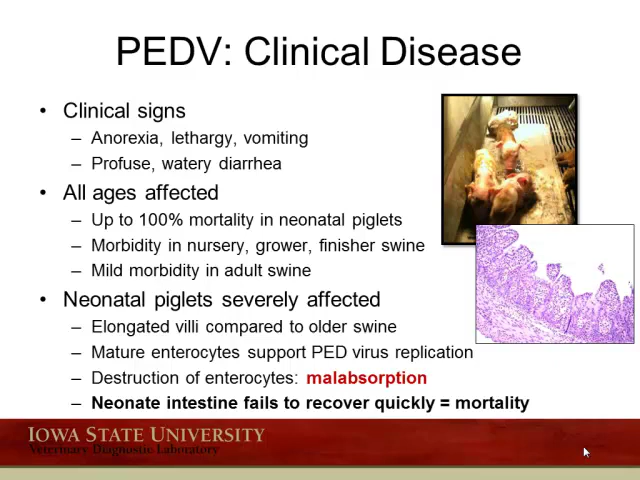 PEDV: Clinical Disease
• Clinical signs
– Anorexia, lethargy, vomiting
– Profuse, watery diarrhea
• All ages affected
– Up to 100% mortality in neonatal piglets
– Morbidity in nursery, grower, finisher swine
– Mild morbidity in adult swine
• Neonatal piglets severely affected
– Elongated villi compared to older swine
– Mature enterocytes support PED virus replication
– Destruction of enterocytes: malabsorption
– Neonate intestine fails to recover quickly = mortality
IOWA STATE UNIVERSITY
Veterinary Diagnostic Laboratory